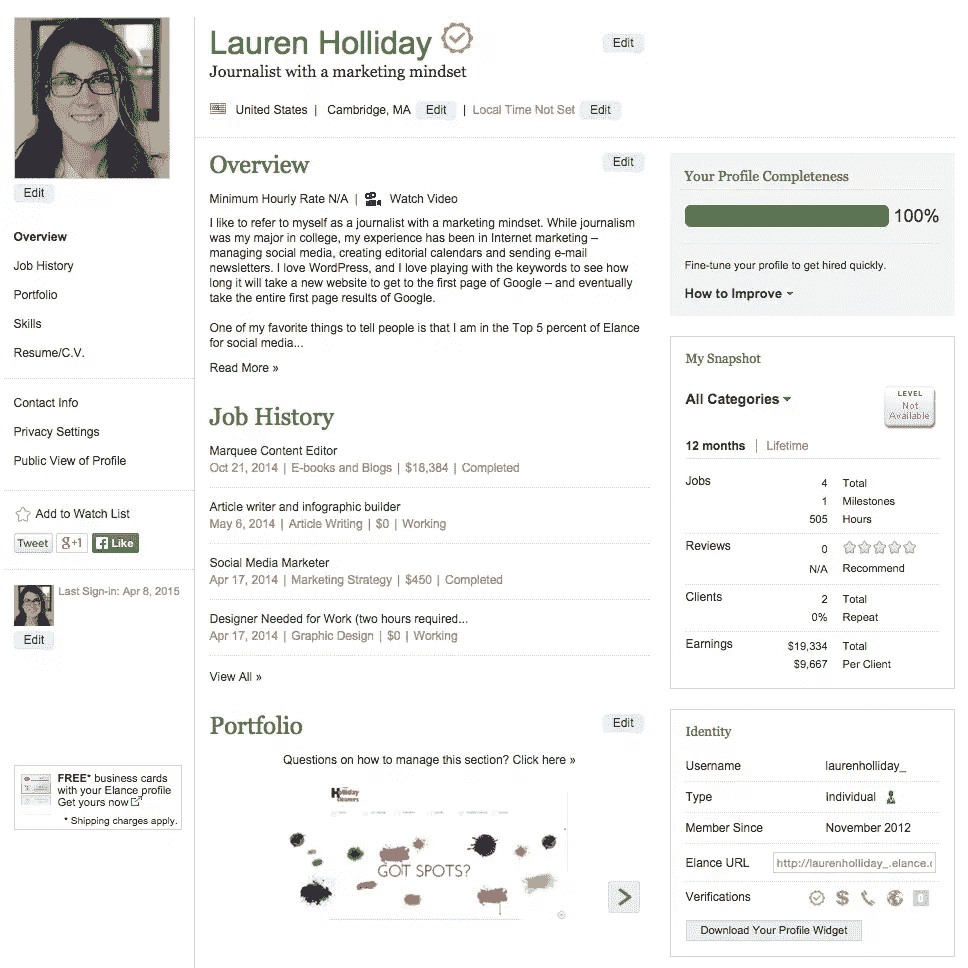 Lauren Holliday
Edit
Journalist with a marketing mindset
United States | Cambridge, MA Edit | Local Time Not Set Edit
Edit
Overview
Job History
Portfolio
Skills
Resume/C.V.
Contact Info
Privacy Settings
Public View of Profile
Add to Watch List
Tweet g+1 Like
Last Sign-in: Apr 8, 2015
Edit
FREE* business cards
with your Elance profile
Get yours now
* Shipping charges apply.
Overview
Edit
Minimum Hourly Rate N/A | Watch Video
I like to refer to myself as a journalist with a marketing mindset. While journalism
was my major in college, my experience has been in Internet marketing –
managing social media, creating editorial calendars and sending e-mail
newsletters. I love WordPress, and I love playing with the keywords to see how
long it will take a new website to get to the first page of Google – and eventually
take the entire first page results of Google.
One of my favorite things to tell people is that I am in the Top 5 percent of Elance
for social media...
Read More »
Job History
Marquee Content Editor
Oct 21, 2014 | E-books and Blogs | $18,384 | Completed
Article writer and infographic builder
May 6, 2014 | Article Writing | $0 | Working
Social Media Marketer
Apr 17, 2014 | Marketing Strategy | $450 | Completed
Designer Needed for Work (two hours required...
Apr 17, 2014 | Graphic Design | $0 | Working
View All »
Portfolio
Edit
Questions on how to manage this section? Click here »
Holliday
Cleaners
GOT SPOTS?
Your Profile Completeness
100%
Fine-tune your profile to get hired quickly.
How to Improve
My Snapshot
All Categories
LEVEL
Not
Available
12 months | Lifetime
Jobs 4 Total
1 Milestones
505 Hours
Reviews 0
N/A Recommend
Clients 2 Total
0% Repeat
Earnings $19,334 Total
$9,667 Per Client
Identity
Username laurenholliday_
Type Individual
Member Since November 2012
Elance URL http://laurenholliday_.elance.c
Verifications
Download Your Profile Widget